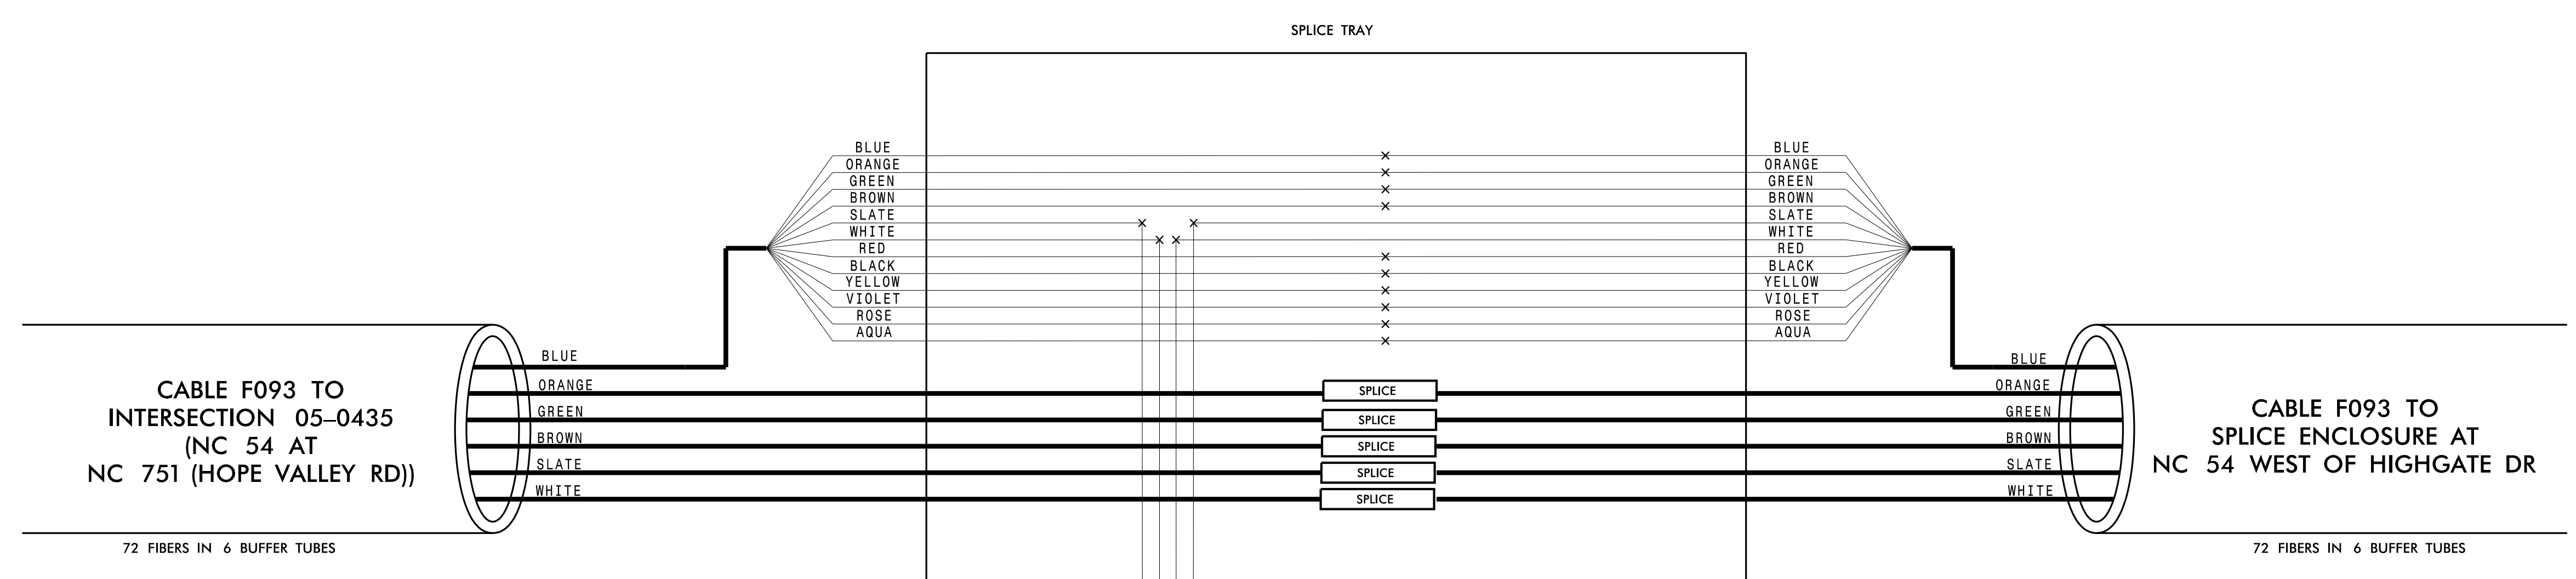 SPLICE TRAY
BLUE
ORANGE
GREEN
BROWN
SLATE
WHITE
RED
BLACK
YELLOW
VIOLET
ROSE
AQUA
BLUE
ORANGE
GREEN
BROWN
SLATE
WHITE
RED
BLACK
YELLOW
VIOLET
ROSE
AQUA
BLUE
ORANGE
GREEN
BROWN
SLATE
WHITE
CABLE F093 TO
INTERSECTION 05–0435
(NC 54 AT
NC 751 (HOPE VALLEY RD))
72 FIBERS IN 6 BUFFER TUBES
SPLICE
SPLICE
SPLICE
SPLICE
SPLICE
BLUE
ORANGE
GREEN
BROWN
SLATE
WHITE
CABLE F093 TO
SPLICE ENCLOSURE AT
NC 54 WEST OF HIGHGATE DR
72 FIBERS IN 6 BUFFER TUBES